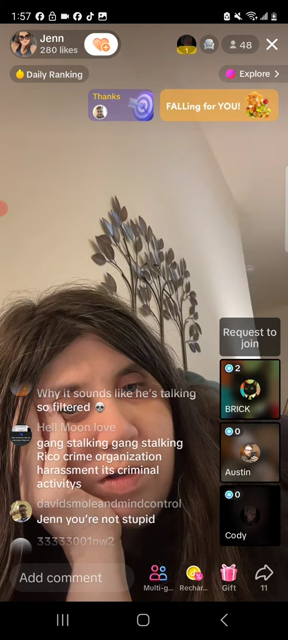 1:57
Jenn
280 likes
1
48
Daily Ranking
Explore >
Thanks
FALLing for YOU!
Request to
join
2
BRICK
0
Austin
0
Cody
Why it sounds like he's talking
so filtered 💀
Hell Moon love
gang stalking gang stalking
Rico crime organization
harassment its criminal
activitys
davidsmoleandmindcontrol
Jenn you're not stupid
33333001ow2
Add comment
Multi-g...
Rechar...
Gift
11